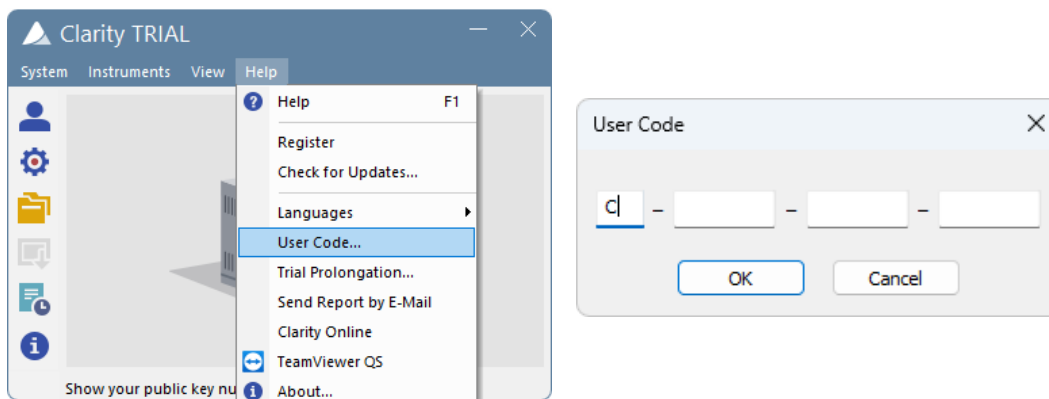 Clarity TRIAL
System Instruments View Help
Help F1
Register
Check for Updates...
Languages
User Code...
Trial Prolongation...
Send Report by E-Mail
Clarity Online
TeamViewer QS
About...
Show your public key nu
User Code
C - - -
OK Cancel